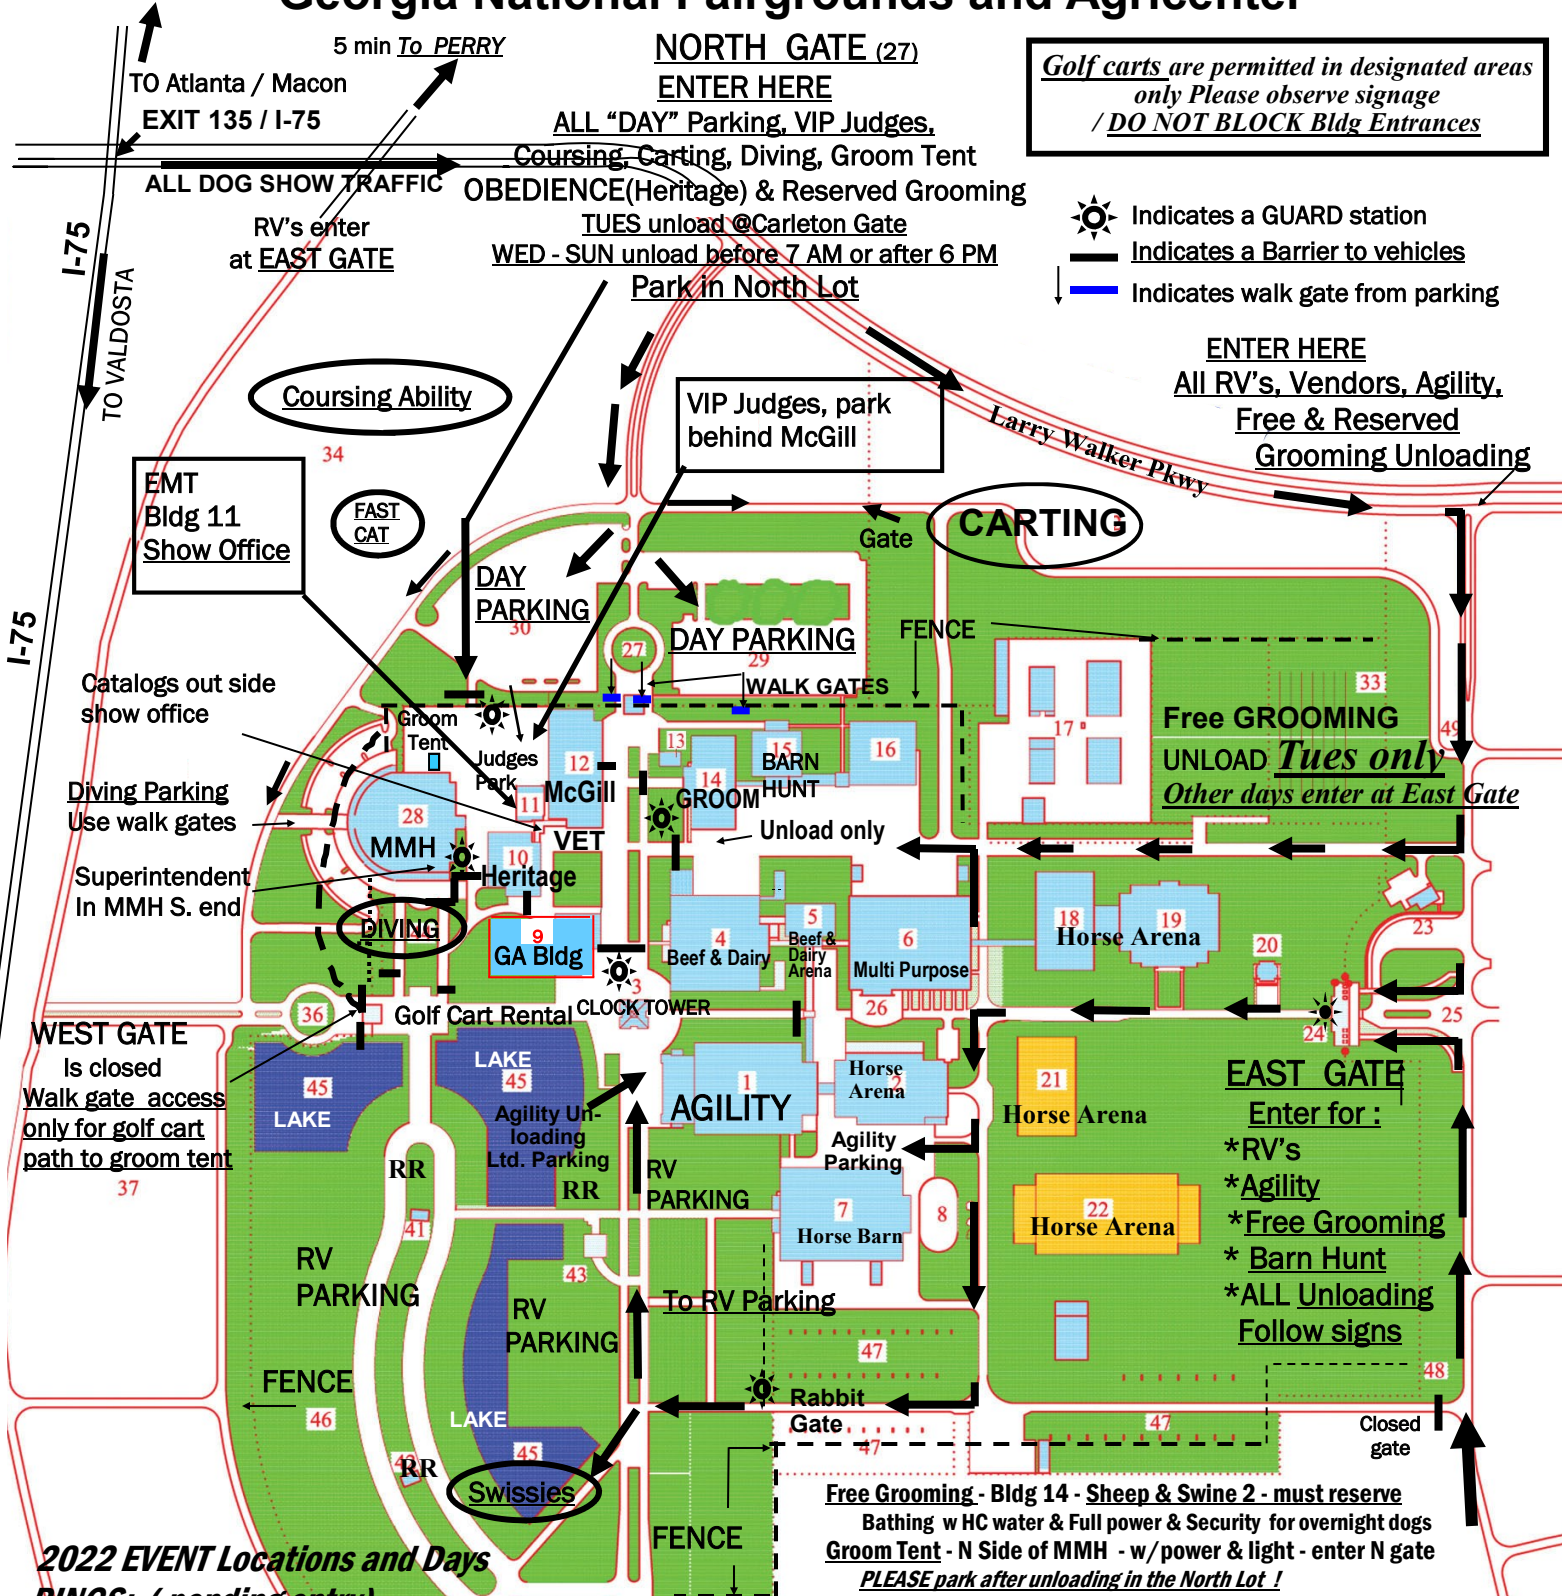 Georgia National Fairgrounds and Agricenter
5 min To PERRY
TO Atlanta / Macon
EXIT 135 / I-75
ALL DOG SHOW TRAFFIC
RV's enter
at EAST GATE
I-75
TO VALDOSTA
I-75
NORTH GATE (27)
ENTER HERE
ALL “DAY” Parking, VIP Judges,
Coursing, Carting, Diving, Groom Tent
OBEDIENCE(Heritage) & Reserved Grooming
TUES unload @Carleton Gate
WED - SUN unload before 7 AM or after 6 PM
Park in North Lot
Golf carts are permitted in designated areas
only Please observe signage
/ DO NOT BLOCK Bldg Entrances
Indicates a GUARD station
Indicates a Barrier to vehicles
Indicates walk gate from parking
ENTER HERE
All RV's, Vendors, Agility,
Free & Reserved
Grooming Unloading
Larry Walker Pkwy
Coursing Ability
34
FAST
CAT
VIP Judges, park
behind McGill
EMT
Bldg 11
Show Office
Gate
CARTING
DAY
PARKING
30
27
DAY PARKING
29
FENCE
WALK GATES
33
49
Catalogs out side
show office
Groom
Tent
Judges
Park
12
McGill
11
13
14
GROOM
15
BARN
HUNT
16
17
Free GROOMING
UNLOAD Tues only
Other days enter at East Gate
Diving Parking
Use walk gates
28
MMH
VET
10
Heritage
Unload only
Superintendent
In MMH S. end
DIVING
9
GA Bldg
4
Beef & Dairy
5
Beef &
Dairy
Arena
6
Multi Purpose
18
19
Horse Arena
20
23
3
CLOCK TOWER
26
24
25
36
Golf Cart Rental
WEST GATE
Is closed
Walk gate access
only for golf cart
path to groom tent
37
45
LAKE
LAKE
45
Agility Un-
loading
Ltd. Parking
RR
RR
1
AGILITY
Horse
Arena
2
21
Horse Arena
EAST GATE
Enter for :
*RV's
*Agility
*Free Grooming
* Barn Hunt
*ALL Unloading
Follow signs
Agility
Parking
RV
PARKING
7
Horse Barn
8
22
Horse Arena
41
43
RV
PARKING
RV
PARKING
To RV Parking
47
48
FENCE
46
LAKE
45
RR
Swissies
Rabbit
Gate
47
47
Closed
gate
FENCE
Free Grooming - Bldg 14 - Sheep & Swine 2 - must reserve
Bathing w HC water & Full power & Security for overnight dogs
Groom Tent - N Side of MMH - w/power & light - enter N gate
PLEASE park after unloading in the North Lot !
2022 EVENT Locations and Days
RINGS: ( pending entry)